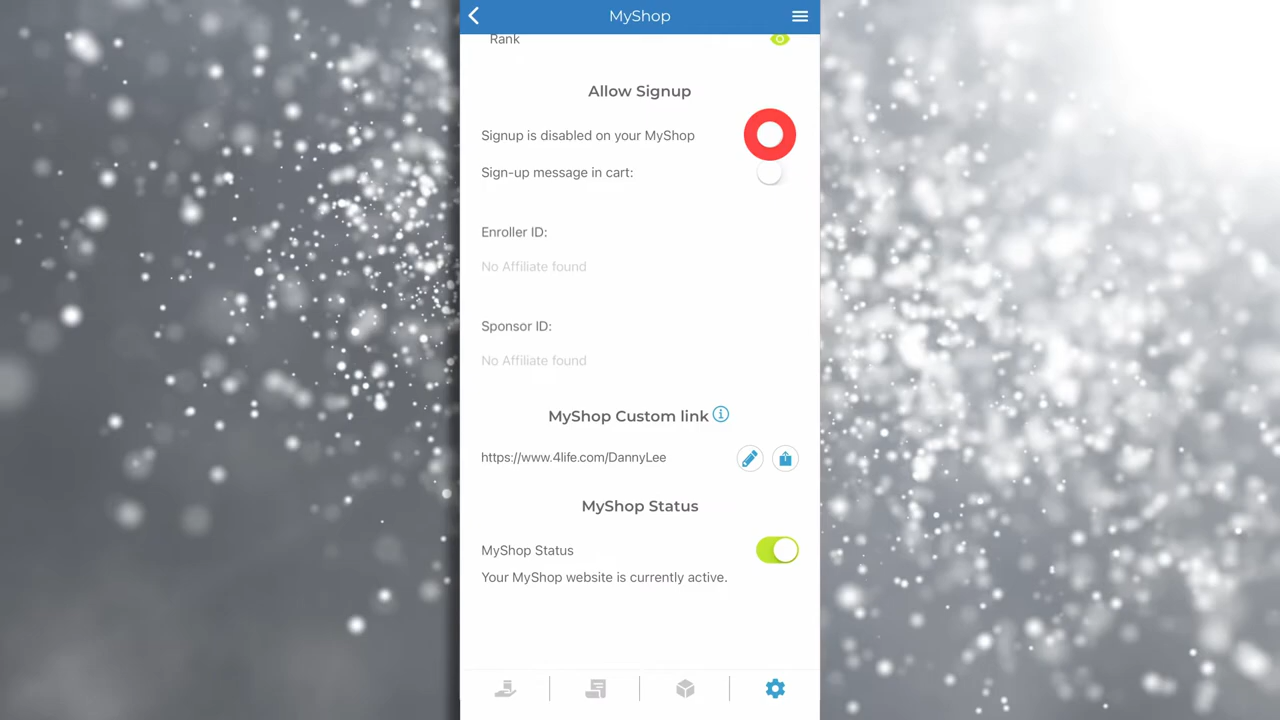 MyShop
Rank
Allow Signup
Signup is disabled on your MyShop
Sign-up message in cart:
Enroller ID:
No Affiliate found
Sponsor ID:
No Affiliate found
MyShop Custom link
https://www.4life.com/DannyLee
MyShop Status
MyShop Status
Your MyShop website is currently active.